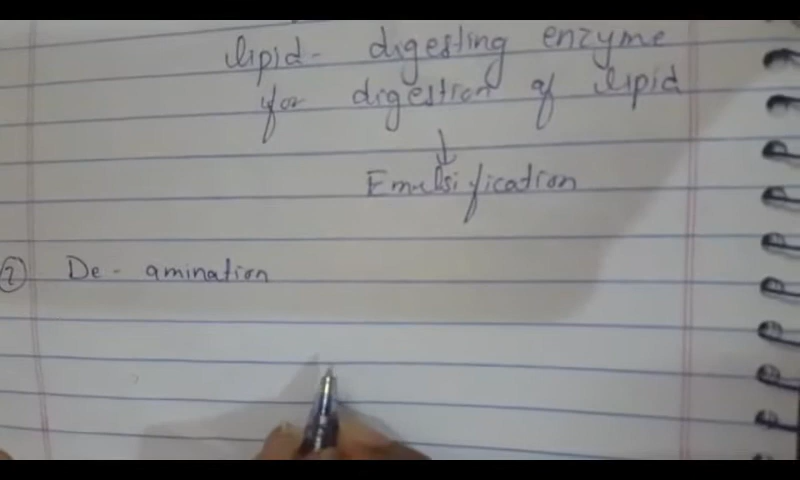 lipid- digesting enzyme
for digestion of lipid
↓
Emulsification
② De- amination